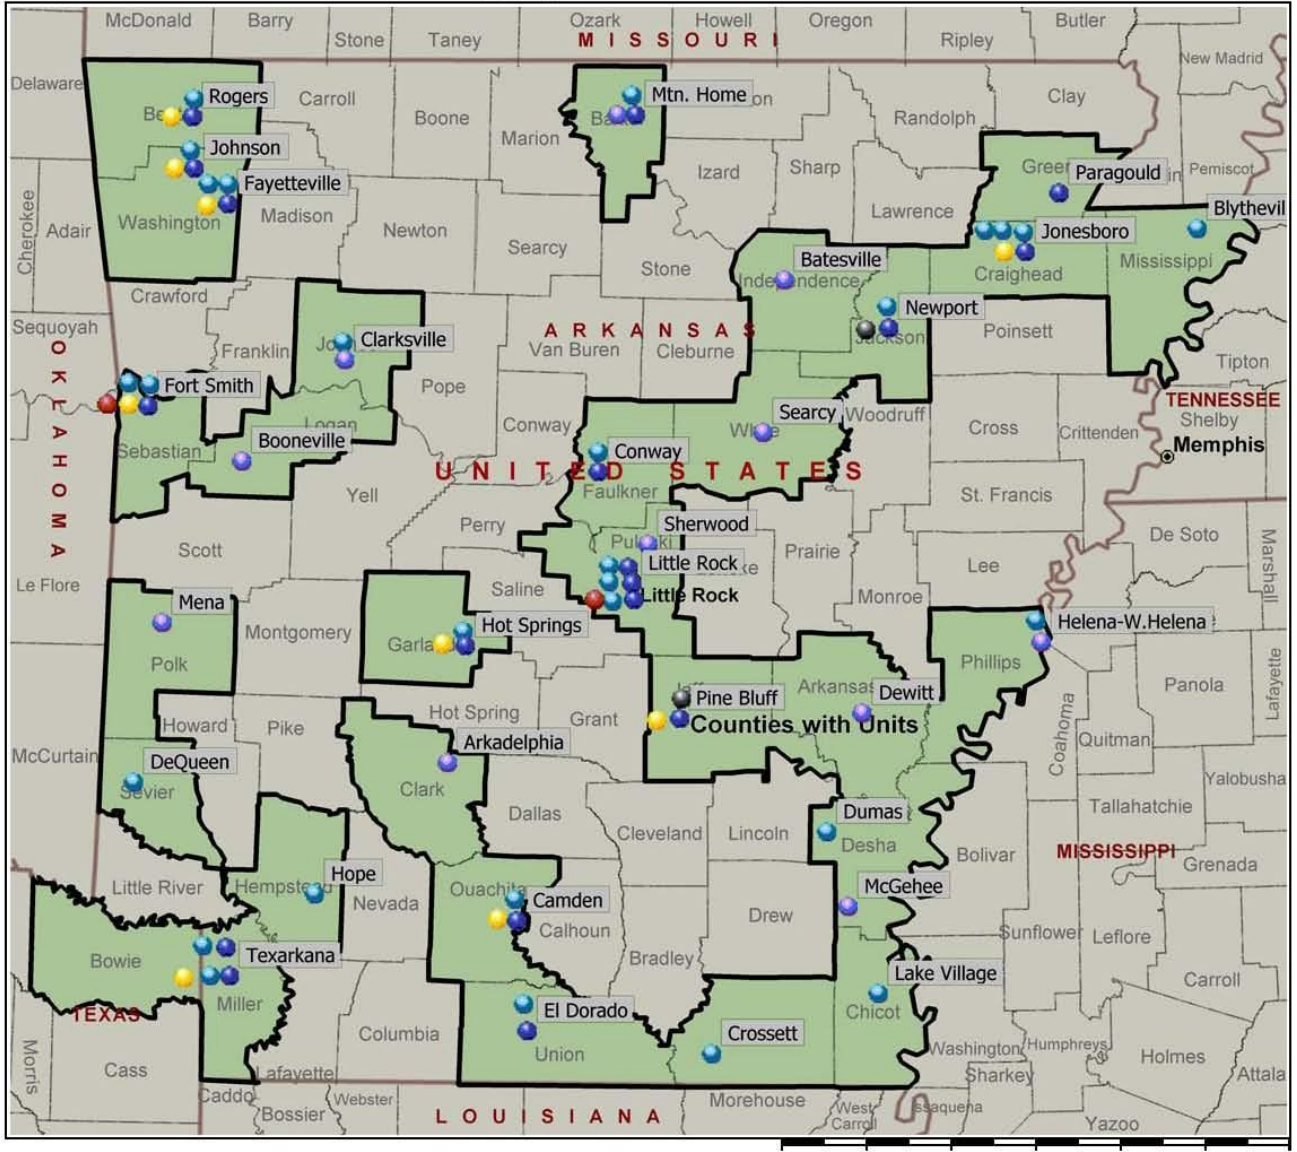 McDonald
Barry
Stone
Taney
Ozark
Howell
Oregon
Ripley
Butler
New Madrid
MISSOURI
Delaware
Rogers
Carroll
Boone
Marion
Mtn. Home
Randolph
Clay
Johnson
Fayetteville
Izard
Sharp
Lawrence
Paragould
Pemiscot
Cherokee
Adair
Washington
Madison
Newton
Searcy
Stone
Batesville
Independence
Jonesboro
Craighead
Blythevil
Mississippi
Crawford
Sequoyah
Franklin
Clarksville
ARKANSAS
Van Buren
Cleburne
Newport
Jackson
Poinsett
Tipton
OKLAHOMA
Fort Smith
Pope
Logan
Sebastian
Booneville
Conway
Searcy
Woodruff
Cross
Crittenden
TENNESSEE
Shelby
Memphis
Conway
UNITED STATES
Faulkner
Yell
St. Francis
Perry
Sherwood
Prairie
De Soto
Marshall
Scott
Le Flore
Saline
Little Rock
Little Rock
Lee
Monroe
Mena
Montgomery
Hot Springs
Helena-W.Helena
Polk
Phillips
Panola
Lafayette
Pine Bluff
Arkansas
Dewitt
Counties with Units
Howard
Pike
Hot Spring
Grant
Arkadelphia
Coahoma
Quitman
McCurtain
DeQueen
Sevier
Clark
Yalobusha
Tallahatchie
Dallas
Cleveland
Lincoln
Dumas
Desha
Bolivar
MISSISSIPPI
Grenada
Little River
Hempstead
Hope
Nevada
Ouachita
Camden
Calhoun
Drew
McGehee
Sunflower
Leflore
Bowie
Texarkana
Bradley
Lake Village
Carroll
Miller
TEXAS
El Dorado
Union
Crossett
Chicot
Columbia
Washington
Humphreys
Holmes
Morris
Cass
Lafayette
Sharkey
Attala
Caddo
Bossier
Webster
LOUISIANA
Morehouse
West
Carroll
Yazoo